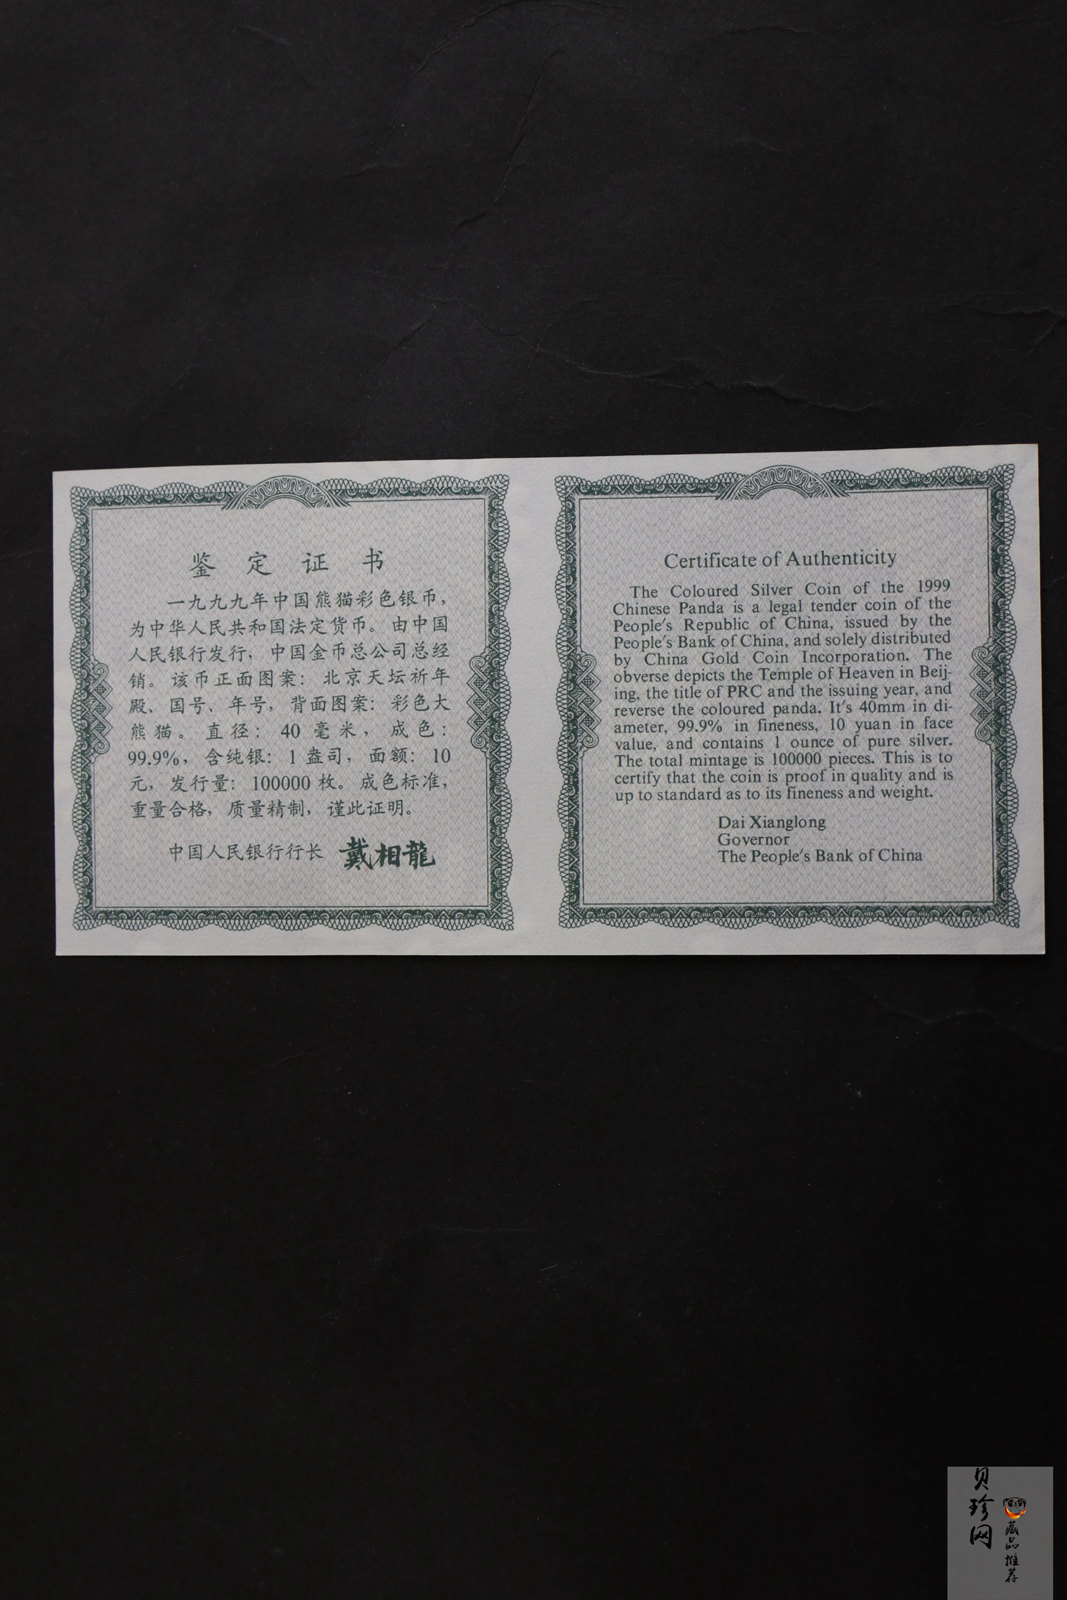 鉴定证书
一九九九年中国熊猫彩色银币，
为中华人民共和国法定货币。由中国
人民银行发行，中国金币总公司总经
销。该币正面图案：北京天坛祈年
殿、国号、年号，背面图案：彩色大
熊猫。直径：40毫米，成色：
99.9%，含纯银：1盎司，面额：10
元，发行量：100000枚。成色标准，
重量合格，质量精制，谨此证明。
中国人民银行行长 戴相龍
Certificate of Authenticity
The Coloured Silver Coin of the 1999
Chinese Panda is a legal tender coin of the
People's Republic of China, issued by the
People's Bank of China, and solely distributed
by China Gold Coin Incorporation. The
obverse depicts the Temple of Heaven in Beij-
ing, the title of PRC and the issuing year, and
reverse the coloured panda. It's 40mm in di-
ameter, 99.9% in fineness, 10 yuan in face
value, and contains 1 ounce of pure silver.
The total mintage is 100000 pieces. This is to
certify that the coin is proof in quality and is
up to standard as to its fineness and weight.
Dai Xianglong
Governor
The People's Bank of China
贝珍网
藏品推荐